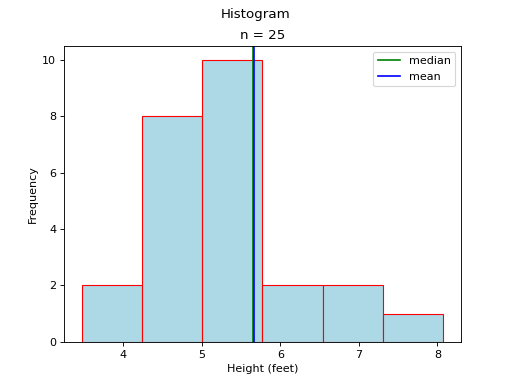 Histogram
n = 25
median
mean
10
8
6
4
2
0
Frequency
4 5 6 7 8
Height (feet)